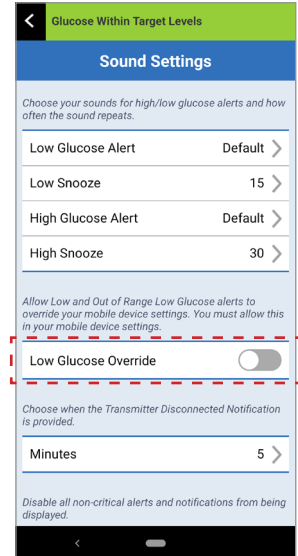 Glucose Within Target Levels
Sound Settings
Choose your sounds for high/low glucose alerts and how
often the sound repeats.
Low Glucose Alert Default
Low Snooze 15
High Glucose Alert Default
High Snooze 30
Allow Low and Out of Range Low Glucose alerts to
override your mobile device settings. You must allow this
in your mobile device settings.
Low Glucose Override
Choose when the Transmitter Disconnected Notification
is provided.
Minutes 5
Disable all non-critical alerts and notifications from being
displayed.